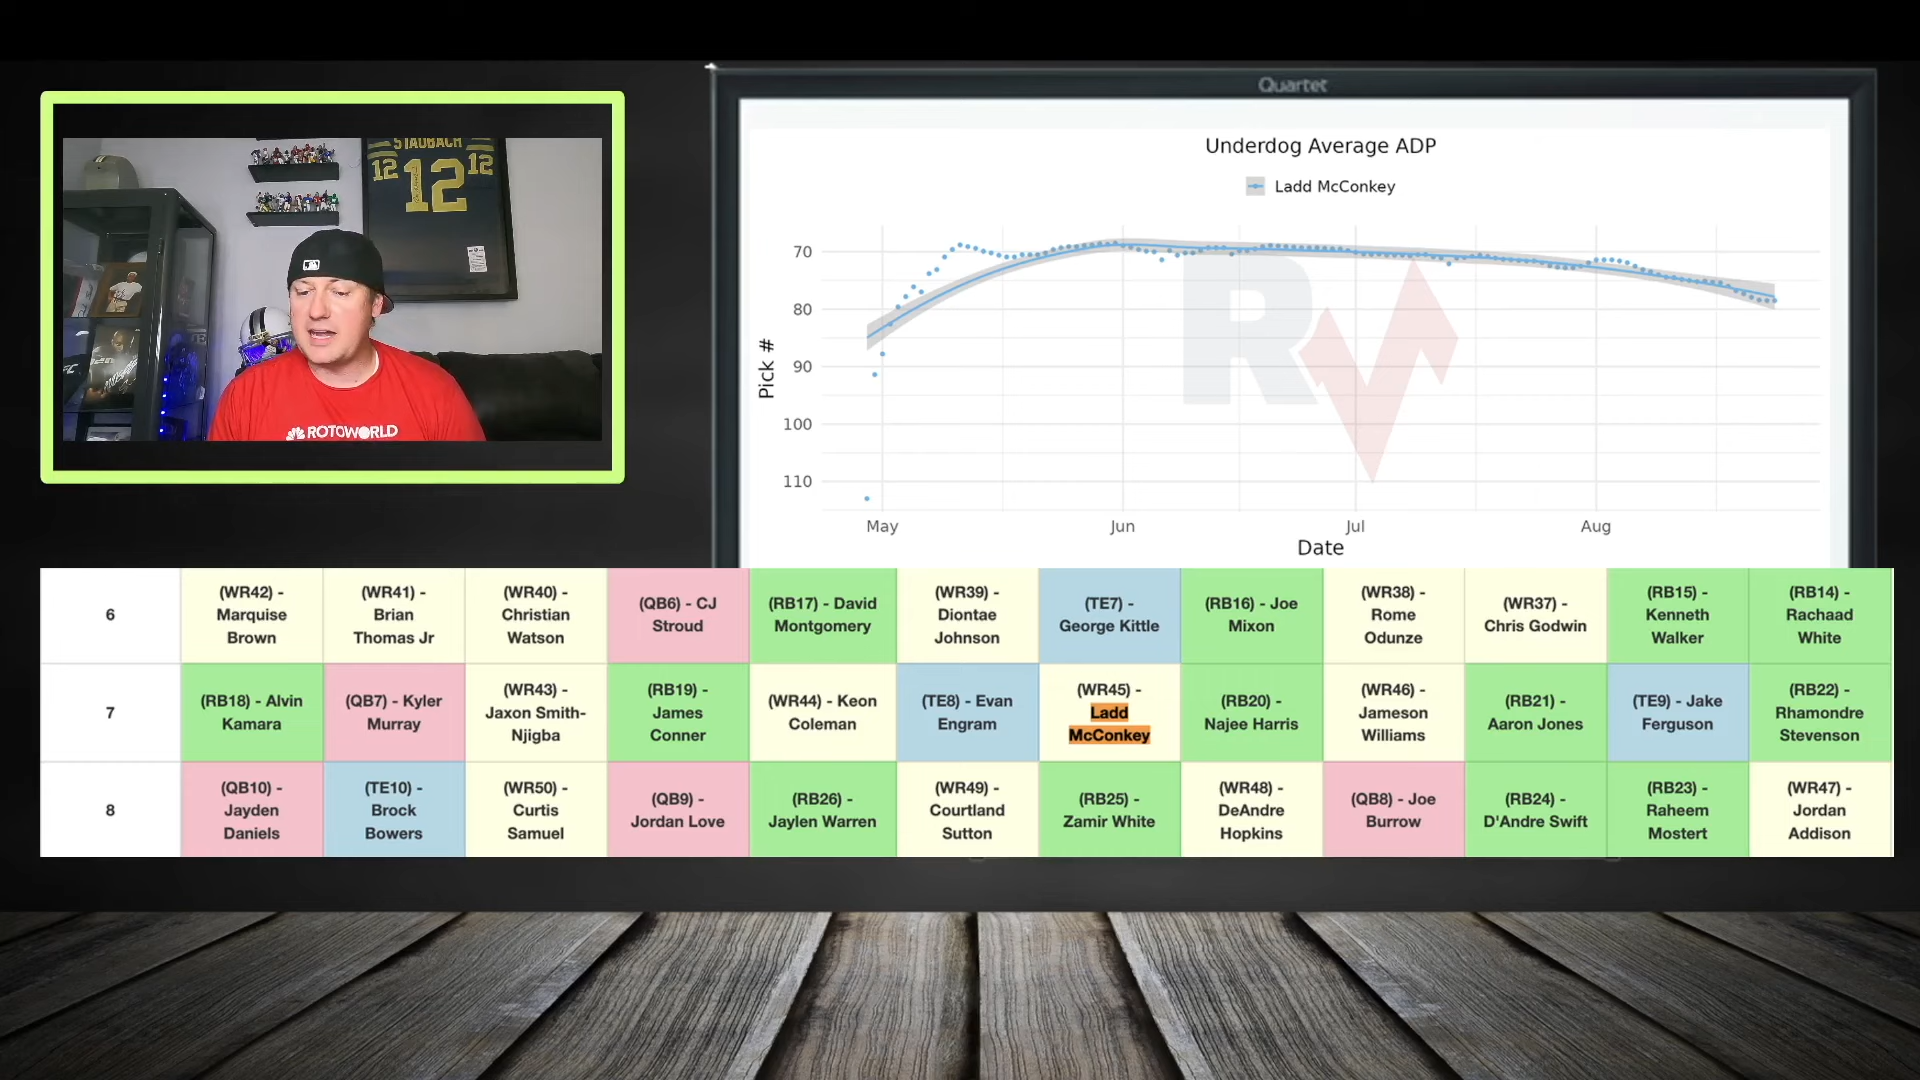 Quartet
STAUBACH
12 12 12
ROTOWORLD
Underdog Average ADP
Ladd McConkey
Pick #
70
80
90
100
110
May Jun Jul Aug
Date
RV
6
(WR42) -
Marquise
Brown
(WR41) -
Brian
Thomas Jr
(WR40) -
Christian
Watson
(QB6) - CJ
Stroud
(RB17) - David
Montgomery
(WR39) -
Diontae
Johnson
(TE7) -
George Kittle
(RB16) - Joe
Mixon
(WR38) -
Rome
Odunze
(WR37) -
Chris Godwin
(RB15) -
Kenneth
Walker
(RB14) -
Rachaad
White
7
(RB18) - Alvin
Kamara
(QB7) - Kyler
Murray
(WR43) -
Jaxon Smith-
Njigba
(RB19) -
James
Conner
(WR44) - Keon
Coleman
(TE8) - Evan
Engram
(WR45) -
Ladd
McConkey
(RB20) -
Najee Harris
(WR46) -
Jameson
Williams
(RB21) -
Aaron Jones
(TE9) - Jake
Ferguson
(RB22) -
Rhamondre
Stevenson
8
(QB10) -
Jayden
Daniels
(TE10) -
Brock
Bowers
(WR50) -
Curtis
Samuel
(QB9) -
Jordan Love
(RB26) -
Jaylen Warren
(WR49) -
Courtland
Sutton
(RB25) -
Zamir White
(WR48) -
DeAndre
Hopkins
(QB8) - Joe
Burrow
(RB24) -
D'Andre Swift
(RB23) -
Raheem
Mostert
(WR47) -
Jordan
Addison